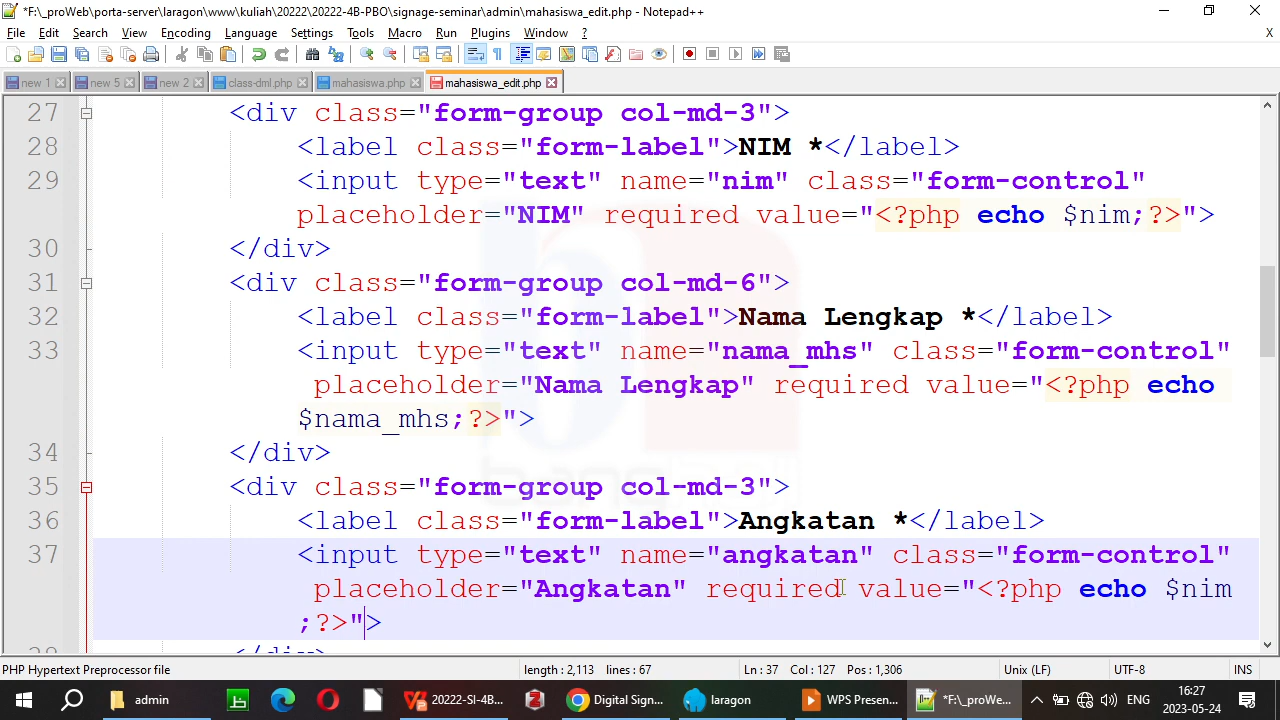 *F:\_proWeb\porta-server\laragon\www\kuliah\20222\20222-4B-PBO\signage-seminar\admin\mahasiswa_edit.php - Notepad++
File Edit Search View Encoding Language Settings Tools Macro Run Plugins Window ? X
new 1 new 5 new 2 class-dml.php mahasiswa.php mahasiswa_edit.php
27 <div class="form-group col-md-3">
28 <label class="form-label">NIM *</label>
29 <input type="text" name="nim" class="form-control"
placeholder="NIM" required value="<?php echo $nim;?>">
30 </div>
31 <div class="form-group col-md-6">
32 <label class="form-label">Nama Lengkap *</label>
33 <input type="text" name="nama_mhs" class="form-control"
placeholder="Nama Lengkap" required value="<?php echo
$nama_mhs;?>">
34 </div>
35 <div class="form-group col-md-3">
36 <label class="form-label">Angkatan *</label>
37 <input type="text" name="angkatan" class="form-control"
placeholder="Angkatan" required value="<?php echo $nim
;?>">
38 </div>
PHP Hypertext Preprocessor file length : 2,113 lines : 67 Ln : 37 Col : 127 Pos : 1,306 Unix (LF) UTF-8 INS
admin 20222-SI-4B... Digital Sign... laragon WPS Presen... *F:\_proWe... ENG 16:27
2023-05-24